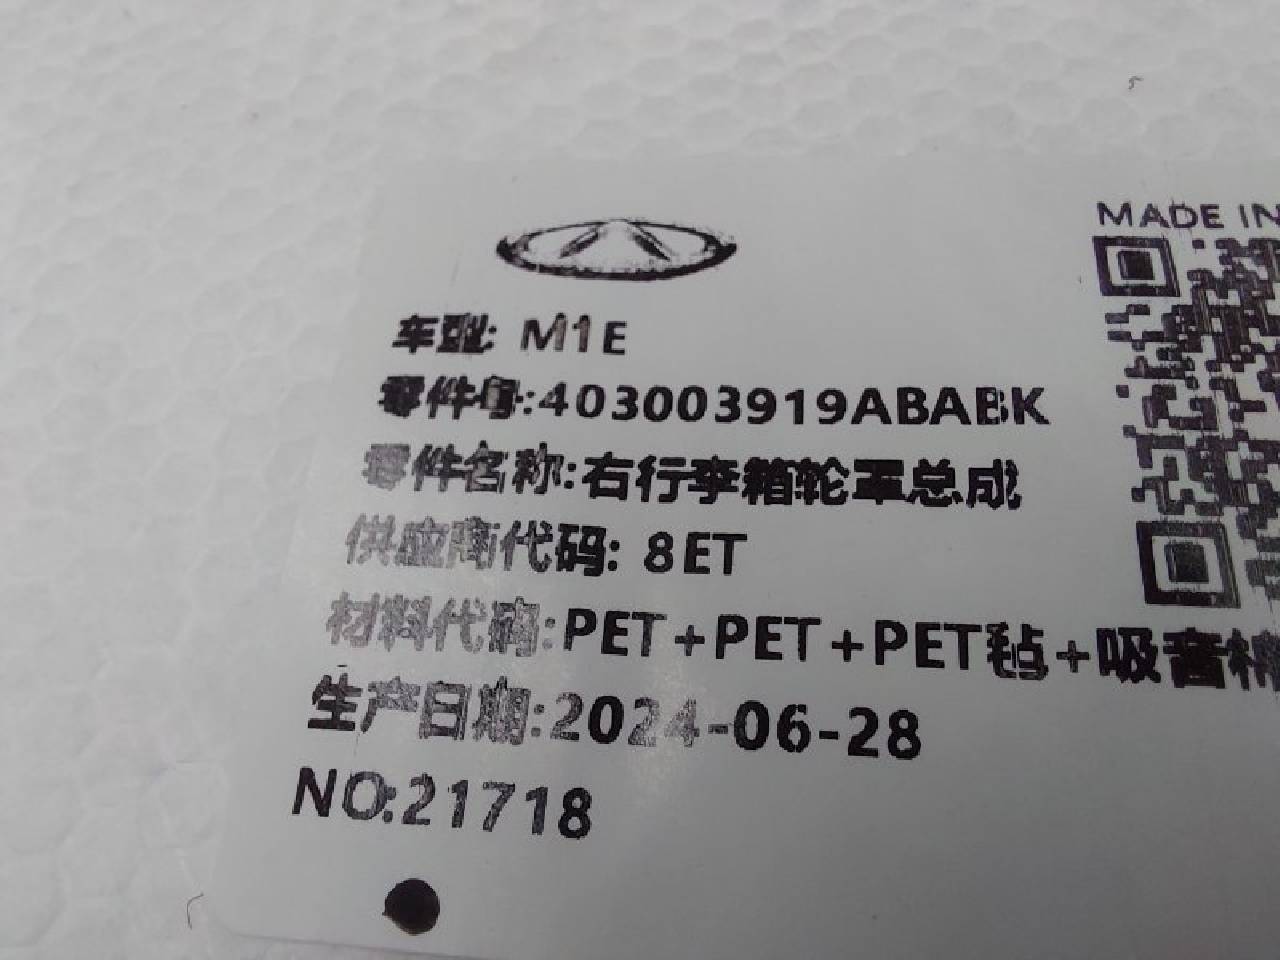 MADE IN
车型: M1E
零件号:403003919ABABK
零件名称:右行李箱轮罩总成
供应商代码: 8ET
材料代码:PET+PET+PET毡+吸音棉
生产日期:2024-06-28
NO:21718